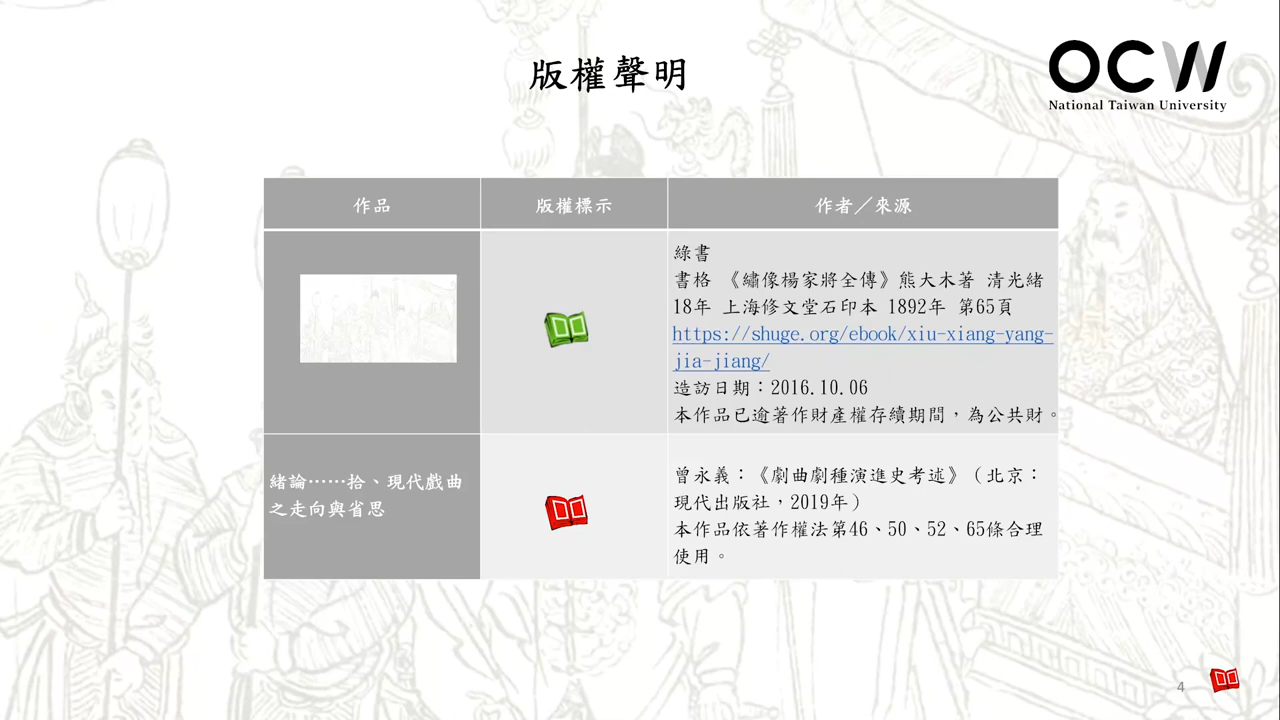 版權聲明
OCW
National Taiwan University
作品
版權標示
作者／來源
綠書
書格 《繡像楊家將全傳》熊大木著 清光緒
18年 上海修文堂石印本 1892年 第65頁
https://shuge.org/ebook/xiu-xiang-yang-
jia-jiang/
造訪日期：2016.10.06
本作品已逾著作財產權存續期間，為公共財。
緒論……拾、現代戲曲
之走向與省思
曾永義：《劇曲劇種演進史考述》（北京：
現代出版社，2019年）
本作品依著作權法第46、50、52、65條合理
使用。
4